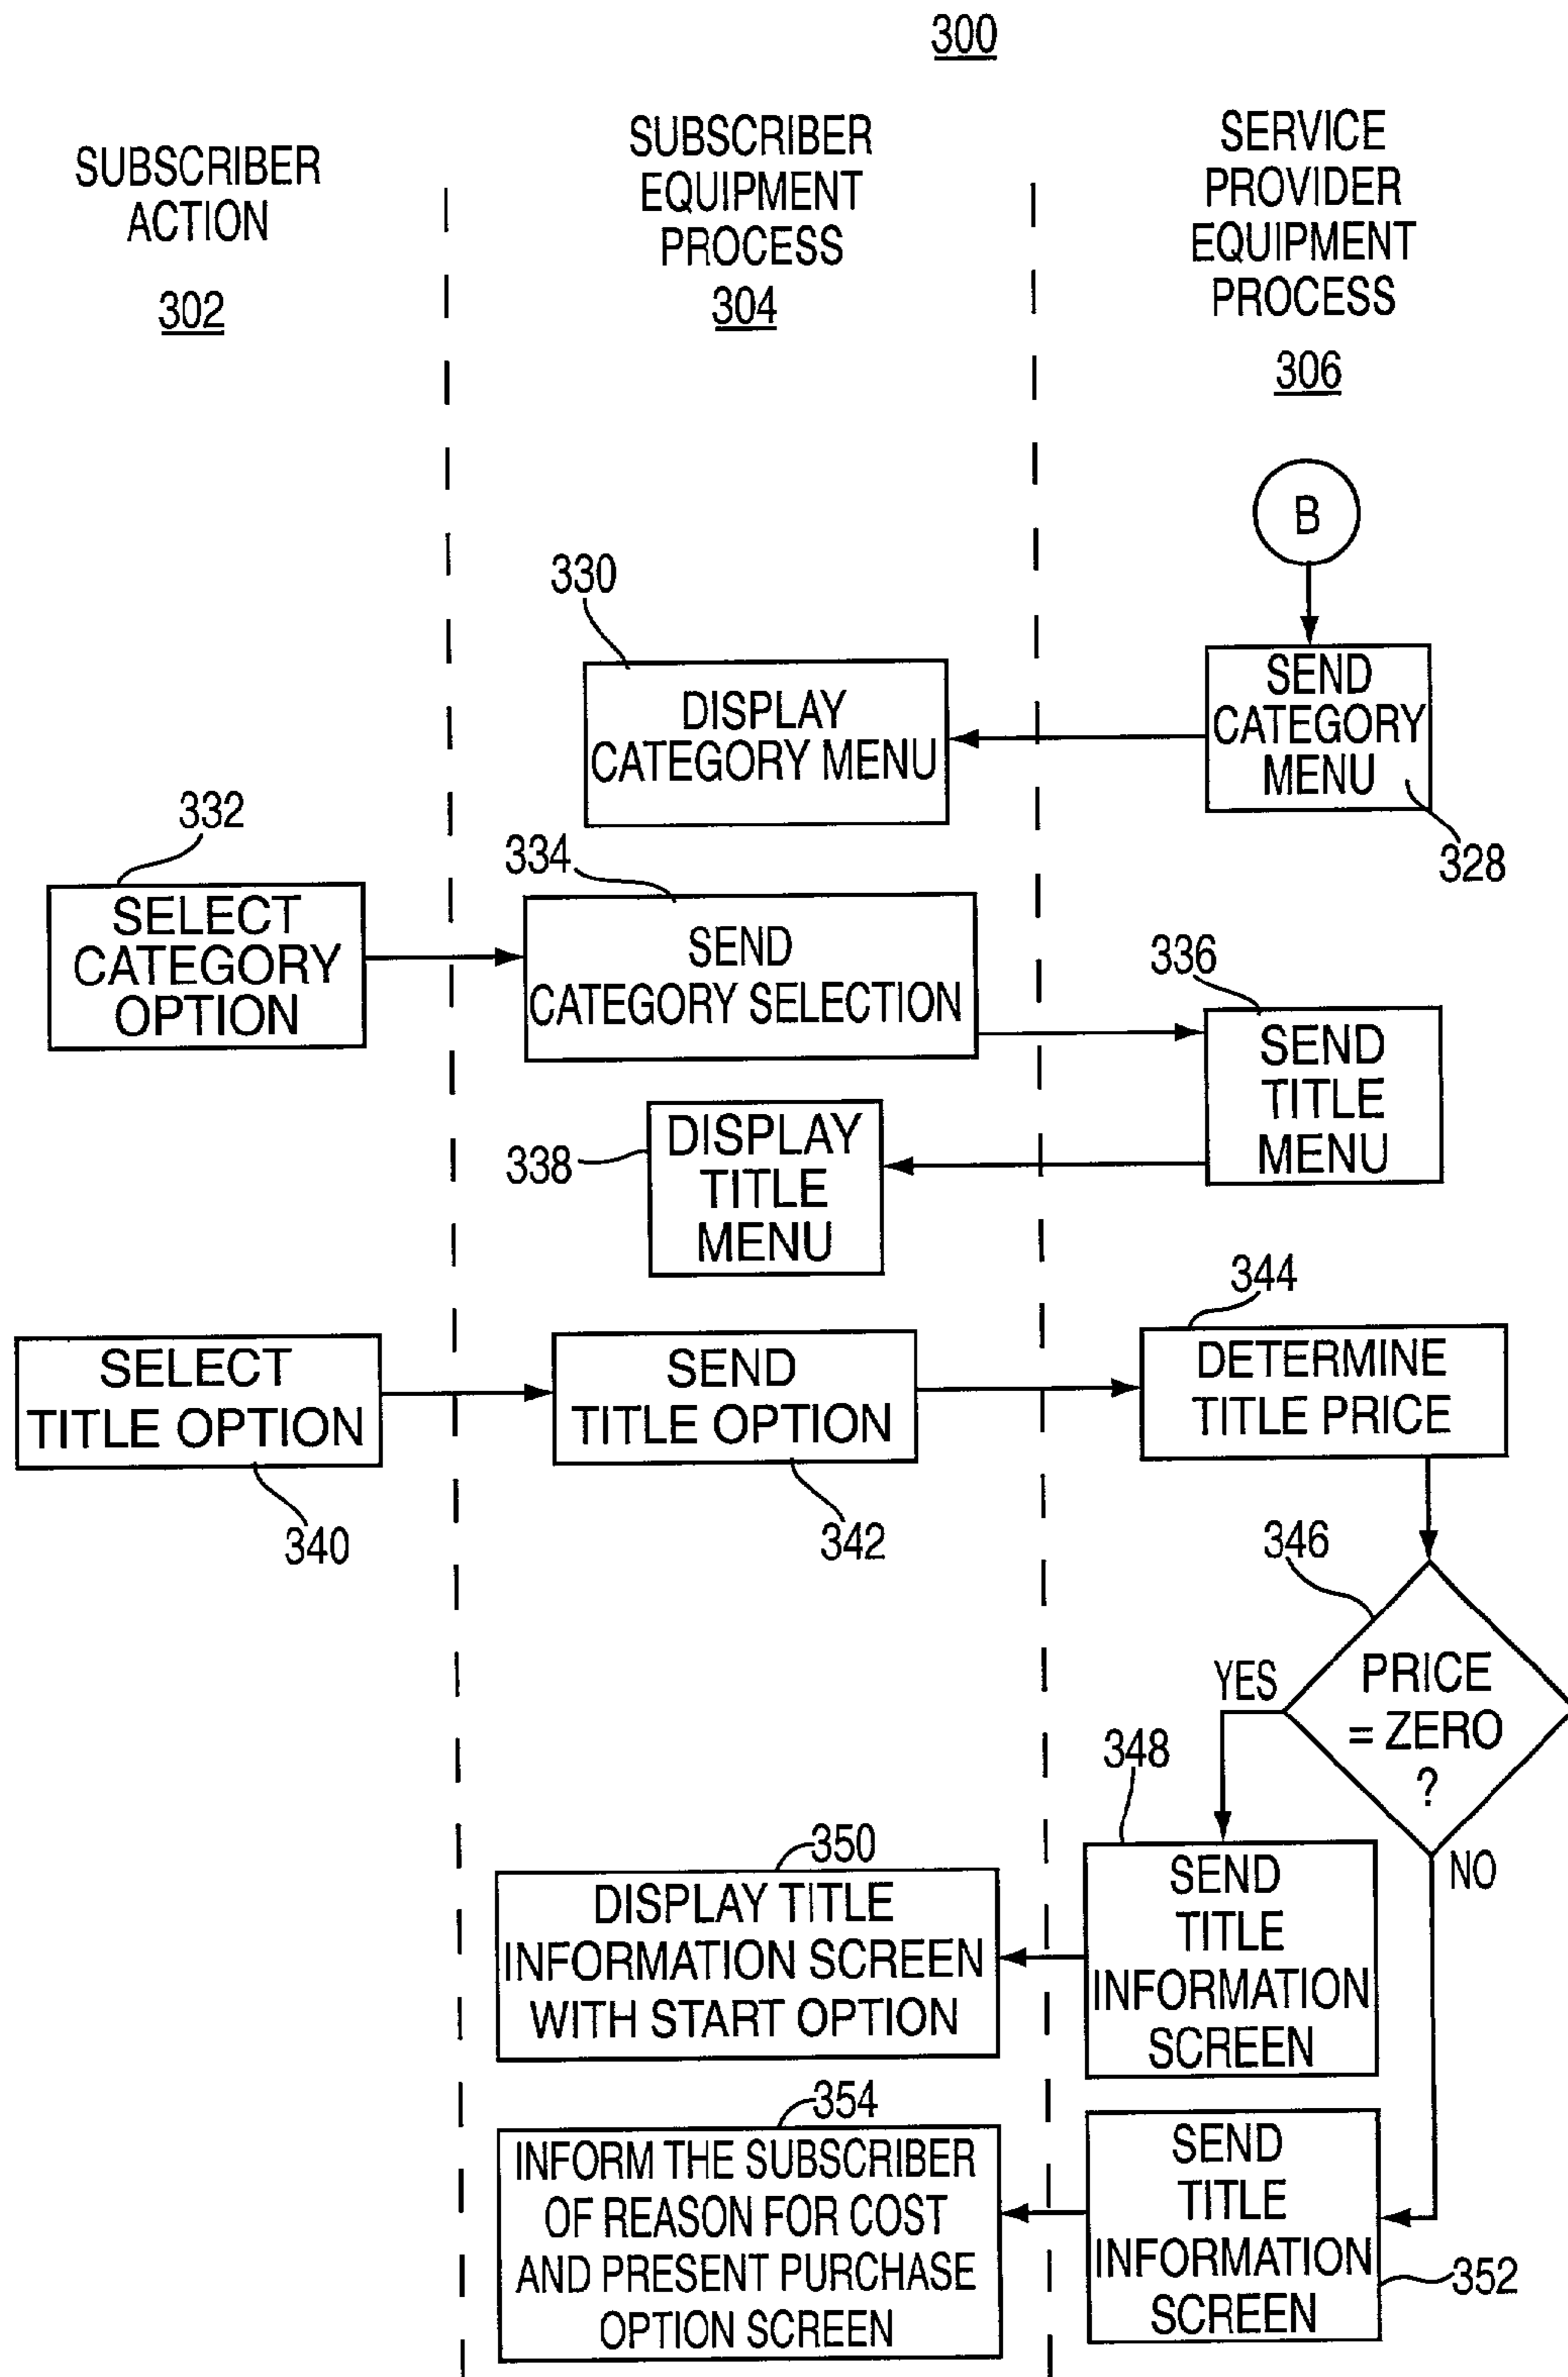 300
SUBSCRIBER
ACTION
302
SUBSCRIBER
EQUIPMENT
PROCESS
304
SERVICE
PROVIDER
EQUIPMENT
PROCESS
306
B
SEND
CATEGORY
MENU
328
330
DISPLAY
CATEGORY MENU
332
SELECT
CATEGORY
OPTION
334
SEND
CATEGORY SELECTION
336
SEND
TITLE
MENU
338
DISPLAY
TITLE
MENU
SELECT
TITLE OPTION
340
SEND
TITLE OPTION
342
344
DETERMINE
TITLE PRICE
346
PRICE
= ZERO
?
YES
NO
348
SEND
TITLE
INFORMATION
SCREEN
350
DISPLAY TITLE
INFORMATION SCREEN
WITH START OPTION
SEND
TITLE
INFORMATION
SCREEN
352
354
INFORM THE SUBSCRIBER
OF REASON FOR COST
AND PRESENT PURCHASE
OPTION SCREEN